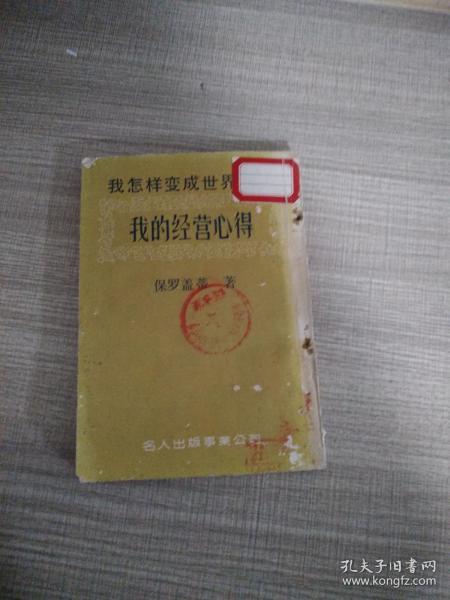 我怎样变成世界
我的经营心得
保罗盖蒂 著
名人出版事业公司
孔夫子旧书网
www.kongfz.com